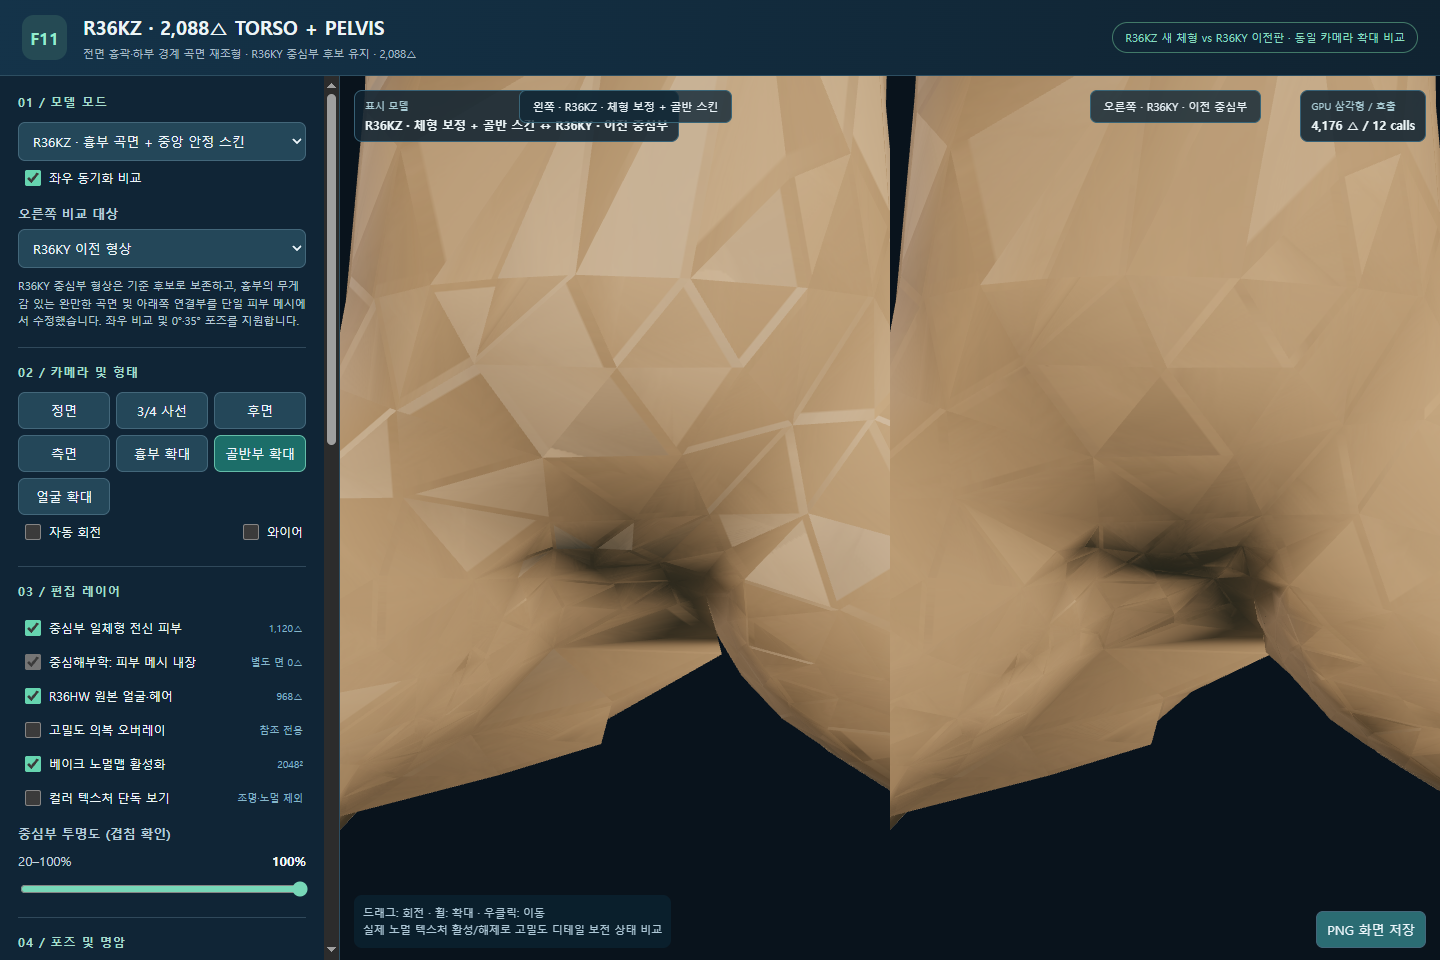 F11
R36KZ · 2,088△ TORSO + PELVIS
전면 흉곽·하부 경계 곡면 재조형 · R36KY 중심부 후보 유지 · 2,088△
R36KZ 새 체형 vs R36KY 이전판 · 동일 카메라 확대 비교
01 / 모델 모드
R36KZ · 흉부 곡면 + 중앙 안정 스킨
좌우 동기화 비교
오른쪽 비교 대상
R36KY 이전 형상
R36KY 중심부 형상은 기준 후보로 보존하고, 흉부의 무게
감 있는 완만한 곡면 및 아래쪽 연결부를 단일 피부 메시에
서 수정했습니다. 좌우 비교 및 0°·35° 포즈를 지원합니다.
02 / 카메라 및 형태
정면
3/4 사선
후면
측면
흉부 확대
골반부 확대
얼굴 확대
자동 회전
와이어
03 / 편집 레이어
중심부 일체형 전신 피부
1,120△
중심해부학: 피부 메시 내장
별도 면 0△
R36HW 원본 얼굴·헤어
968△
고밀도 의복 오버레이
참조 전용
베이크 노멀맵 활성화
2048²
컬러 텍스처 단독 보기
조명·노멀 제외
중심부 투명도 (겹침 확인)
20–100%
100%
04 / 포즈 및 명암
표시 모델
R36KZ · 체형 보정 + 골반 스킨 ↔ R36KY · 이전 중심부
왼쪽 · R36KZ · 체형 보정 + 골반 스킨
오른쪽 · R36KY · 이전 중심부
GPU 삼각형 / 호출
4,176 △ / 12 calls
드래그: 회전 · 휠: 확대 · 우클릭: 이동
실제 노멀 텍스처 활성/해제로 고밀도 디테일 보전 상태 비교
PNG 화면 저장